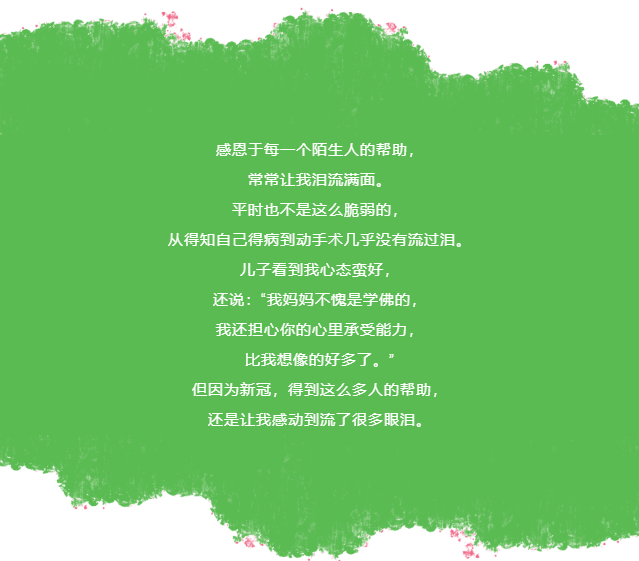 感恩于每一个陌生人的帮助，
常常让我泪流满面。
平时也不是这么脆弱的，
从得知自己得病到动手术几乎没有流过泪。
儿子看到我心态蛮好，
还说：“我妈妈不愧是学佛的，
我还担心你的心里承受能力，
比我想像的好多了。”
但因为新冠，得到这么多人的帮助，
还是让我感动到流了很多眼泪。